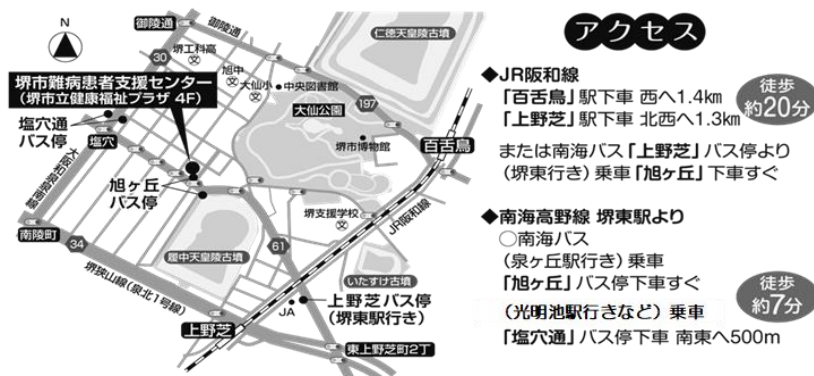 N
御陵通
御陵通
仁徳天皇陵古墳
30
堺工科高
文
旭中
文
大仙小
文
中央図書館
堺市難病患者支援センター
（堺市立健康福祉プラザ 4F）
大仙公園
197
塩穴通
バス停
塩穴
堺市博物館
百舌鳥
大阪和泉泉南線
旭ヶ丘
バス停
堺支援学校
文
JR阪和線
南陵町
34
履中天皇陵古墳
61
いたすけ古墳
堺狭山線（泉北1号線）
JA
上野芝バス停
（堺東駅行き）
上野芝
東上野芝町2丁
アクセス
◆JR阪和線
「百舌鳥」駅下車 西へ1.4km
「上野芝」駅下車 北西へ1.3km
徒歩
約20分
または南海バス「上野芝」バス停より
（堺東行き）乗車「旭ヶ丘」下車すぐ
◆南海高野線 堺東駅より
○南海バス
（泉ヶ丘駅行き）乗車
「旭ヶ丘」バス停下車すぐ
（光明池駅行きなど）乗車
「塩穴通」バス停下車 南東へ500m
徒歩
約7分